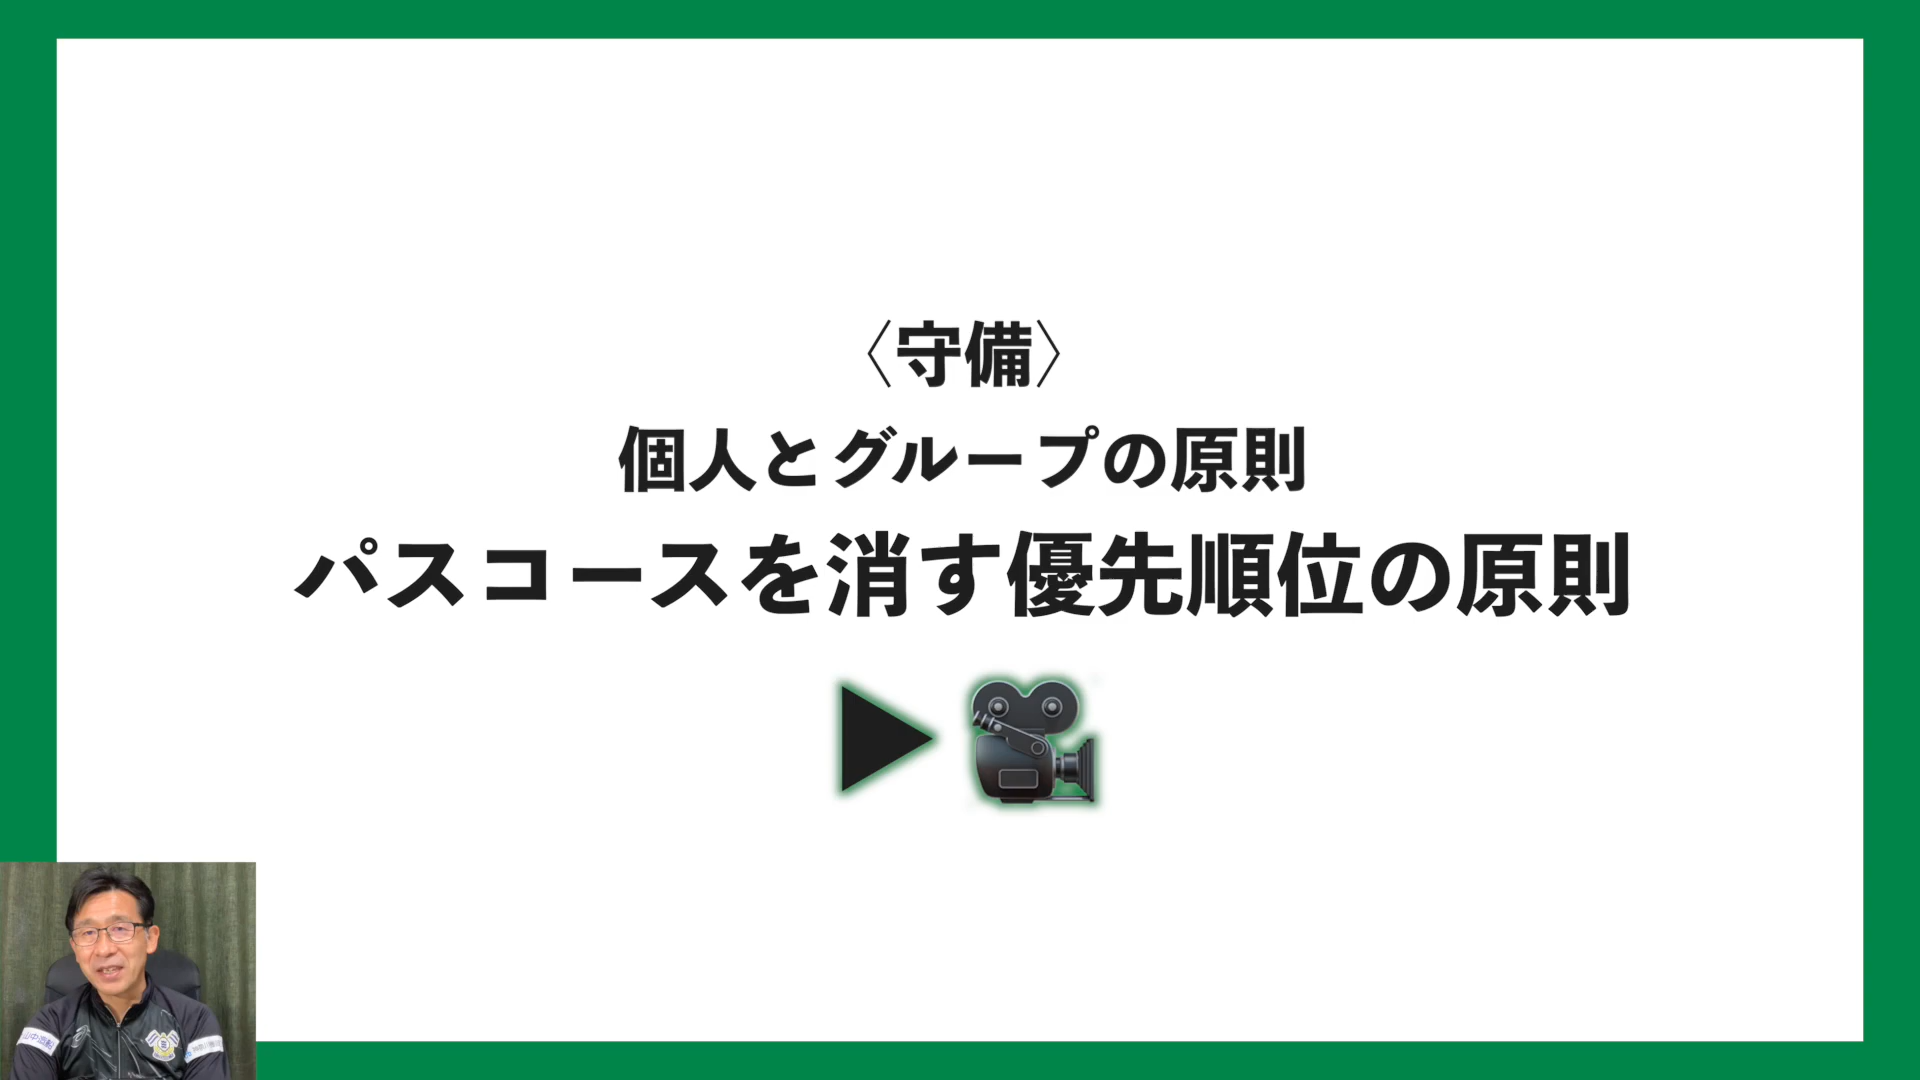 〈守備〉
個人とグループの原則
パスコースを消す優先順位の原則